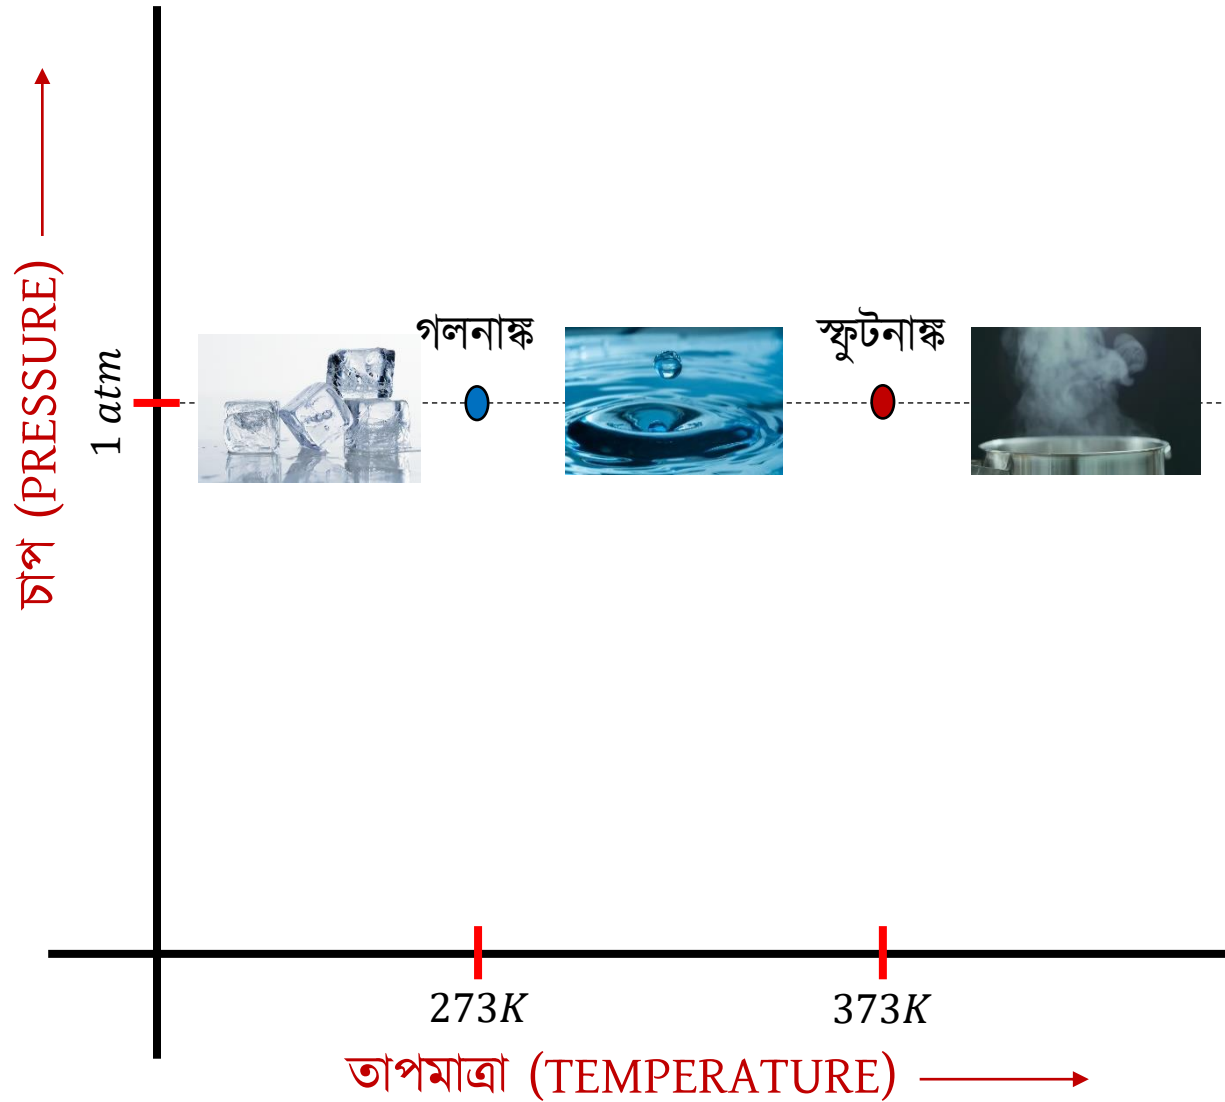 চাপ (PRESSURE)
1 atm
গলনাঙ্ক
স্ফুটনাঙ্ক
273K
373K
তাপমাত্রা (TEMPERATURE)